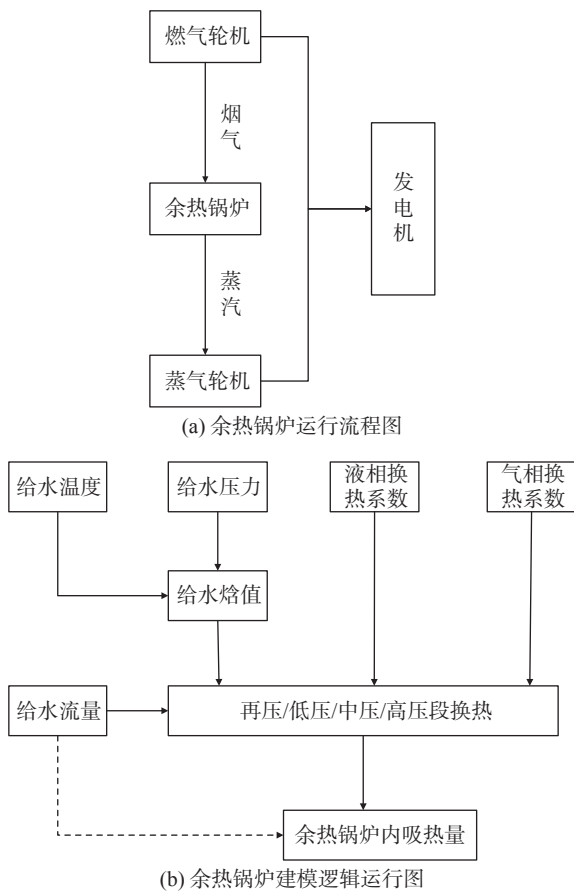 燃气轮机
烟
气
余热锅炉
发
电
机
蒸
汽
蒸气轮机
(a) 余热锅炉运行流程图
给水温度
给水压力
液相换
热系数
气相换
热系数
给水焓值
给水流量
再压/低压/中压/高压段换热
余热锅炉内吸热量
(b) 余热锅炉建模逻辑运行图